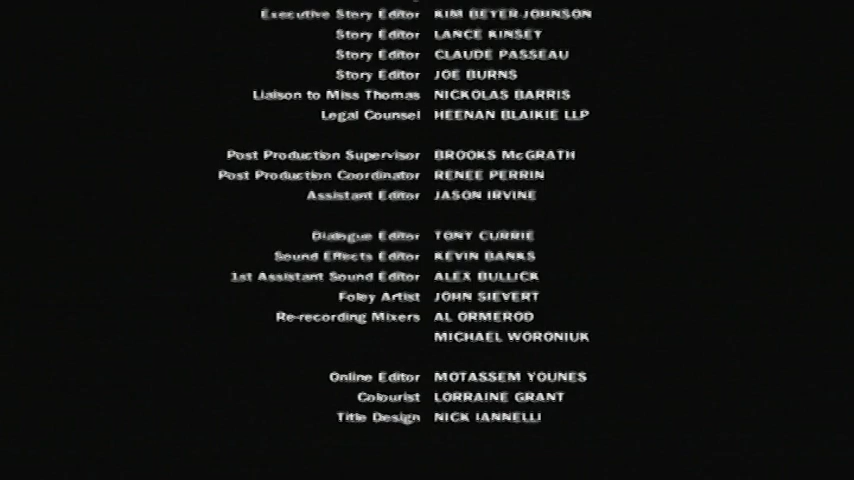 Executive Story Editor KIM BEYER-JOHNSON
Story Editor LANCE KINSEY
Story Editor CLAUDE PASSEAU
Story Editor JOE BURNS
Liaison to Miss Thomas NICKOLAS BARRIS
Legal Counsel HEENAN BLAIKIE LLP
Post Production Supervisor BROOKS McGRATH
Post Production Coordinator RENEE PERRIN
Assistant Editor JASON IRVINE
Dialogue Editor TONY CURRIE
Sound Effects Editor KEVIN BANKS
1st Assistant Sound Editor ALEX BULLICK
Foley Artist JOHN SIEVERT
Re-recording Mixers AL ORMEROD
MICHAEL WORONIUK
Online Editor MOTASSEM YOUNES
Colourist LORRAINE GRANT
Title Design NICK IANNELLI